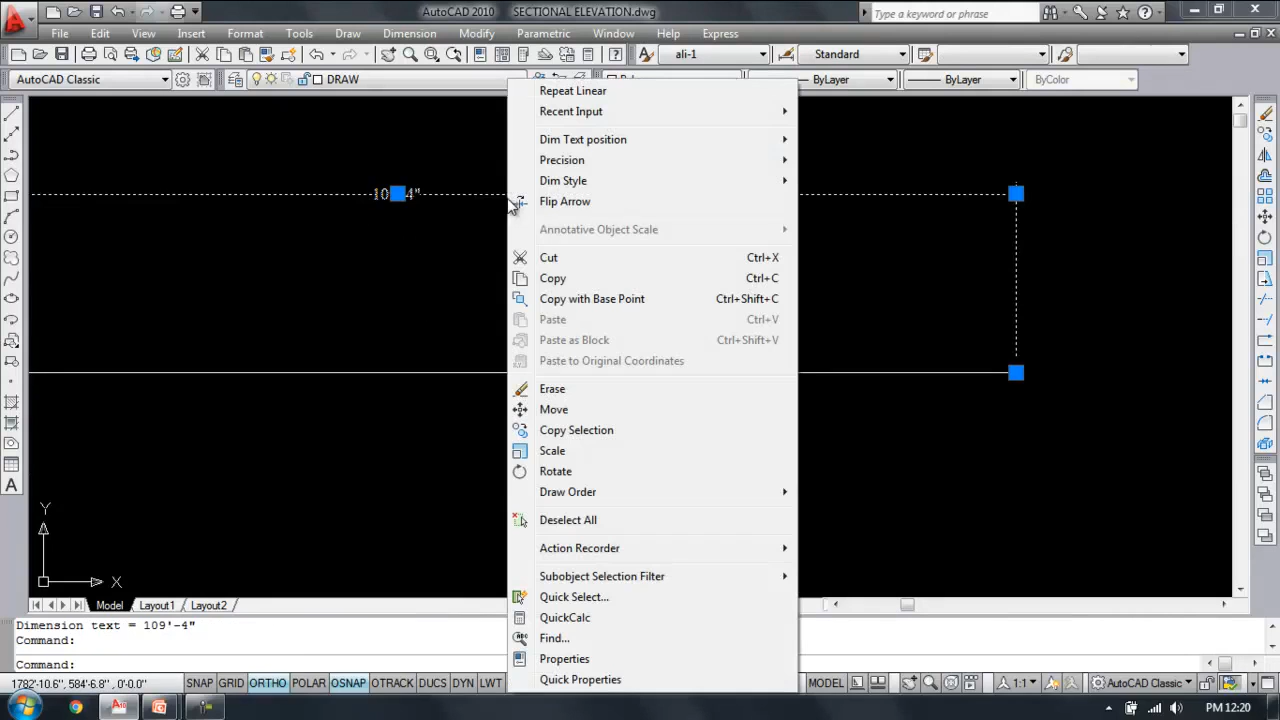 AutoCAD 2010 SECTIONAL ELEVATION.dwg
Type a keyword or phrase
File Edit View Insert Format Tools Draw Dimension Modify Parametric Window Help Express
ali-1 Standard
AutoCAD Classic DRAW ByLayer ByLayer ByColor
Repeat Linear
Recent Input
Dim Text position
Precision
Dim Style
Flip Arrow
Annotative Object Scale
Cut Ctrl+X
Copy Ctrl+C
Copy with Base Point Ctrl+Shift+C
Paste Ctrl+V
Paste as Block Ctrl+Shift+V
Paste to Original Coordinates
Erase
Move
Copy Selection
Scale
Rotate
Draw Order
Deselect All
Action Recorder
Subobject Selection Filter
Quick Select...
QuickCalc
Find...
Properties
Quick Properties
Y
X
Model Layout1 Layout2
Dimension text = 109'-4"
Command:
Command:
1782'-10.6", 584'-6.8" , 0'-0.0" SNAP GRID ORTHO POLAR OSNAP OTRACK DUCS DYN LWT MODEL 1:1 AutoCAD Classic
PM 12:20